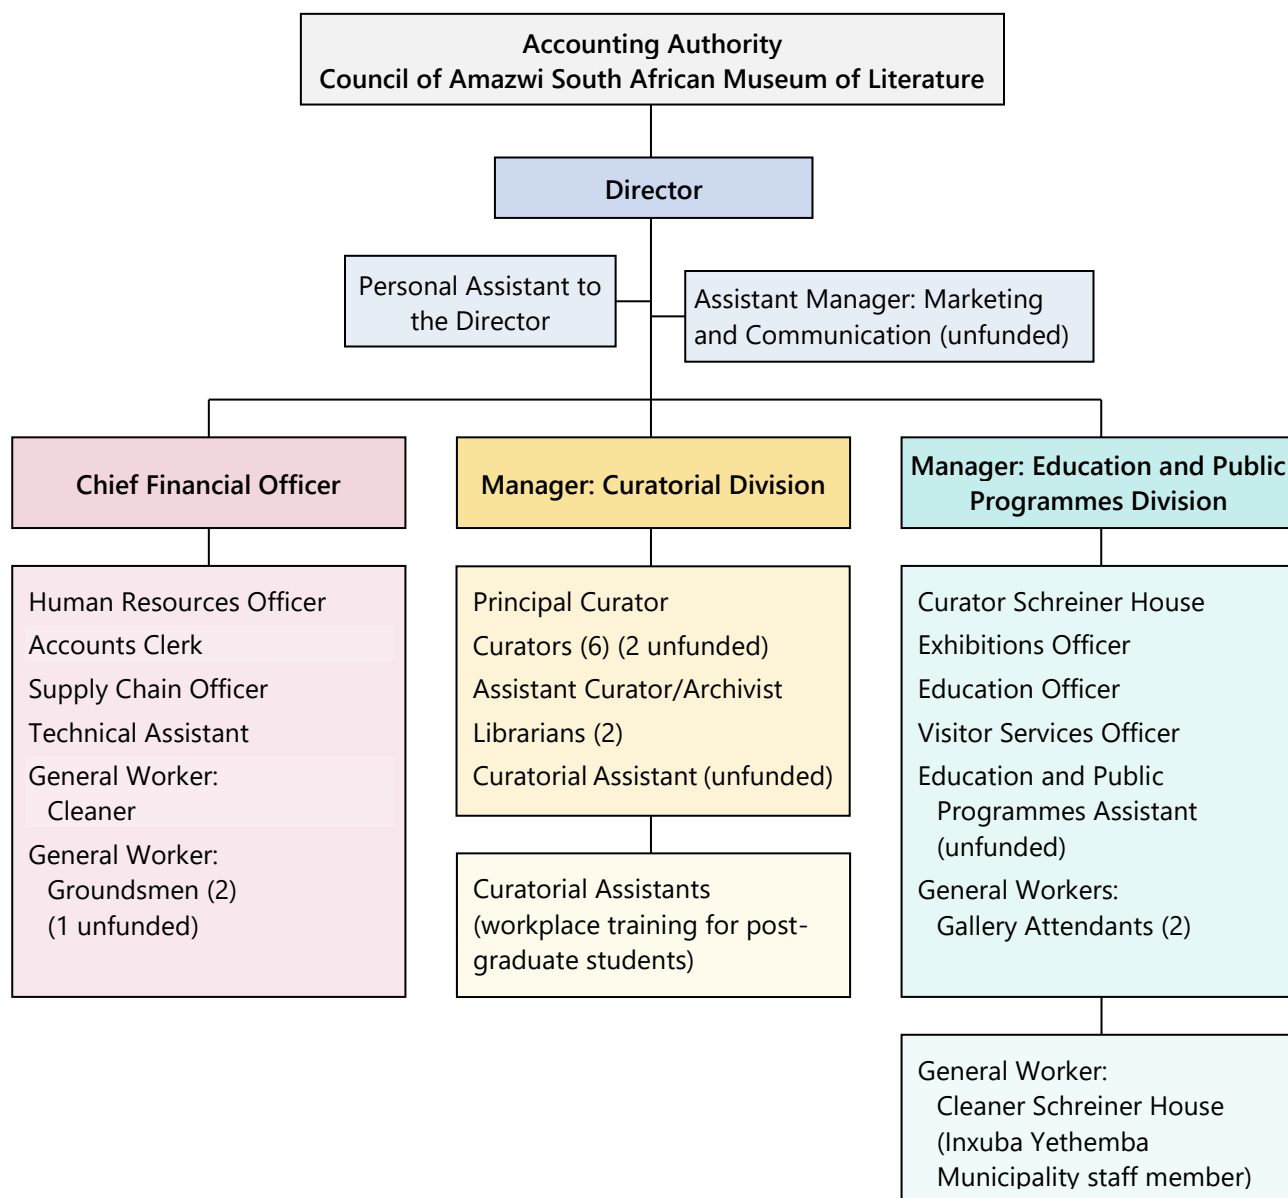 Accounting Authority
Council of Amazwi South African Museum of Literature
Director
Personal Assistant to
the Director
Assistant Manager: Marketing
and Communication (unfunded)
Chief Financial Officer
Human Resources Officer
Accounts Clerk
Supply Chain Officer
Technical Assistant
General Worker:
Cleaner
General Worker:
Groundsmen (2)
(1 unfunded)
Manager: Curatorial Division
Principal Curator
Curators (6) (2 unfunded)
Assistant Curator/Archivist
Librarians (2)
Curatorial Assistant (unfunded)
Curatorial Assistants
(workplace training for post-
graduate students)
Manager: Education and Public
Programmes Division
Curator Schreiner House
Exhibitions Officer
Education Officer
Visitor Services Officer
Education and Public
Programmes Assistant
(unfunded)
General Workers:
Gallery Attendants (2)
General Worker:
Cleaner Schreiner House
(Inxuba Yethemba
Municipality staff member)